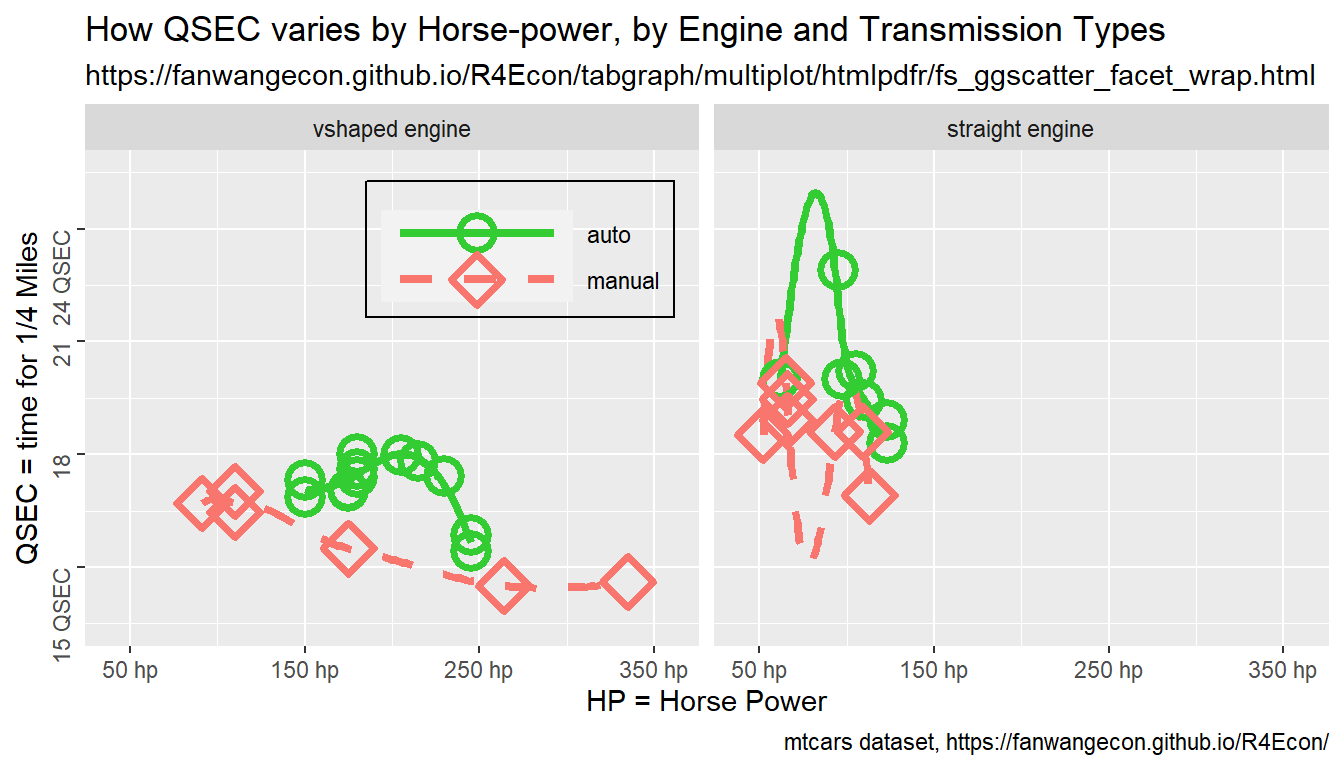 How QSEC varies by Horse-power, by Engine and Transmission Types
https://fanwangecon.github.io/R4Econ/tabgraph/multiplot/htmlpdfr/fs_ggscatter_facet_wrap.html
vshaped engine
straight engine
auto
manual
QSEC = time for 1/4 Miles
24 QSEC
21
18
15 QSEC
50 hp
150 hp
250 hp
350 hp
50 hp
150 hp
250 hp
350 hp
HP = Horse Power
mtcars dataset, https://fanwangecon.github.io/R4Econ/